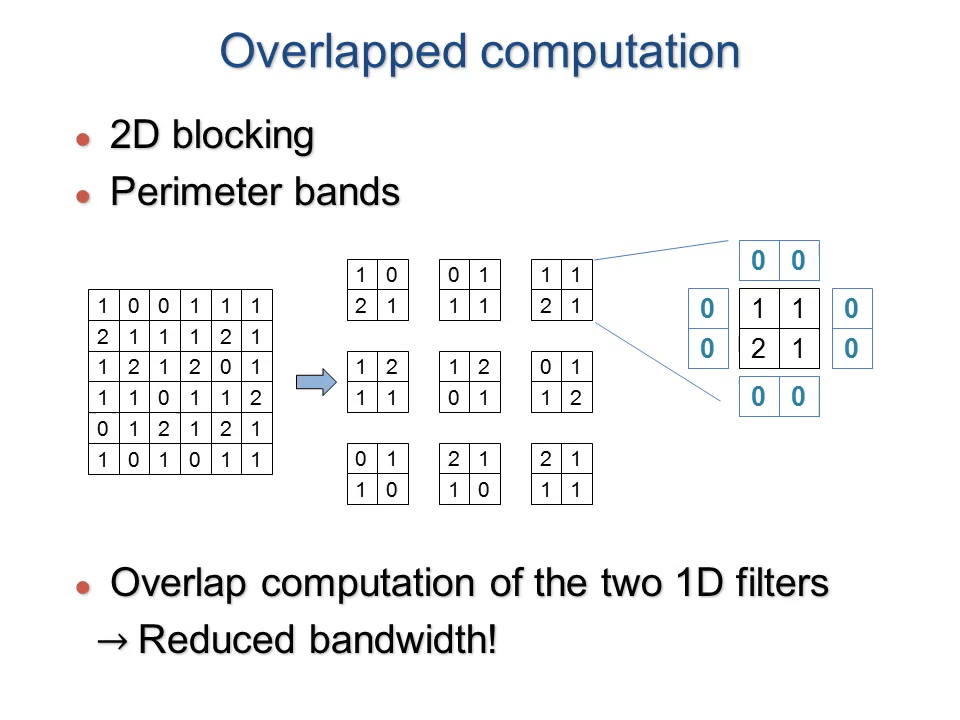 Overlapped computation
● 2D blocking
● Perimeter bands
1 0 0 1 1 1
2 1 1 1 2 1
1 2 1 2 0 1
1 1 0 1 1 2
0 1 2 1 2 1
1 0 1 0 1 1
1 0 0 1 1 1
2 1 1 1 2 1
1 2 1 2 0 1
1 1 0 1 1 2
0 1 2 1 2 1
1 0 1 0 1 1
0 0
0 1 1 0
0 2 1 0
0 0
● Overlap computation of the two 1D filters
→ Reduced bandwidth!